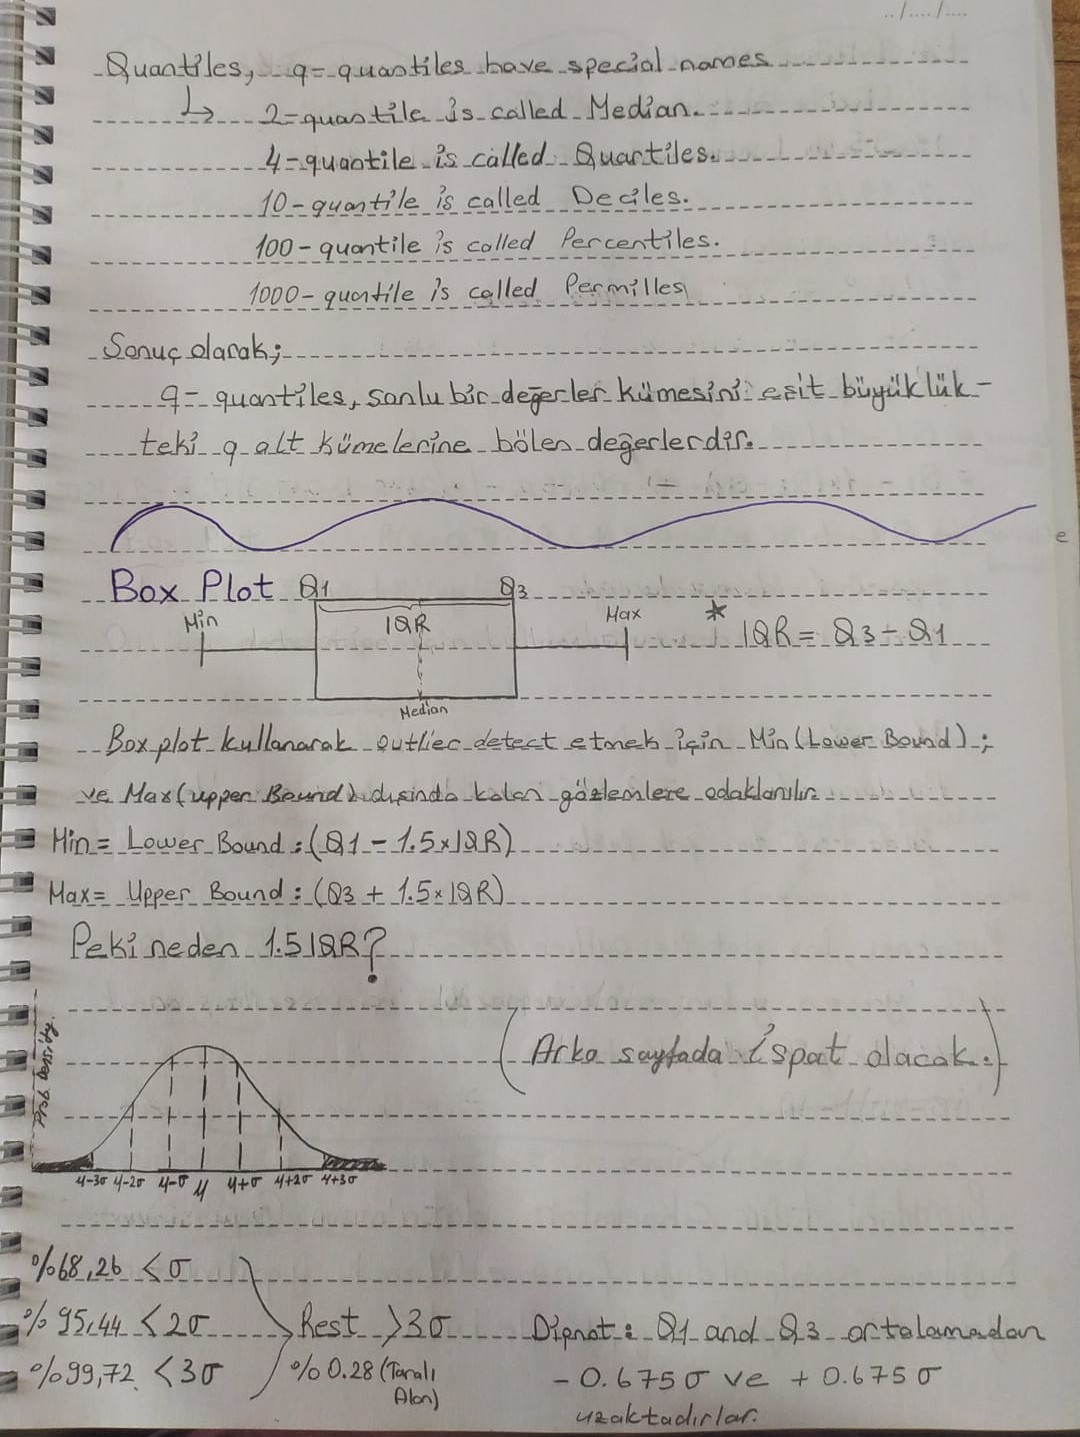 ../..../....
Quantiles, q-quantiles have special names
↳ 2-quantile is called Median.
4-quantile is called Quartiles.
10-quantile is called Deciles.
100-quantile is called Percentiles.
1000-quantile is called Permilles
Sonuç olarak;
q-quantiles, sonlu bir değerler kümesini eşit büyüklük-
teki q alt kümelerine bölen değerlerdir.
Box Plot Q1 Q3
Min IQR Max * IQR = Q3 - Q1
Median
Box plot kullanarak outlier detect etmek için Min (Lower Bound) ;
ve Max (upper Bound) dışında kalan gözlemlere odaklanılır.
Min = Lower Bound : (Q1 - 1.5 x IQR)
Max = Upper Bound : (Q3 + 1.5 x IQR)
Peki neden 1.5 IQR?
(Arka sayfada ispat olacak.)
Prob Density.
μ-3σ μ-2σ μ-σ μ μ+σ μ+2σ μ+3σ
%68,26 < σ
%95,44 < 2σ Rest > 3σ
%99,72 < 3σ %0.28 (Taralı
Alan)
Dipnot : Q1 and Q3 ortalamadan
-0.675σ ve +0.675σ
uzaktadırlar.